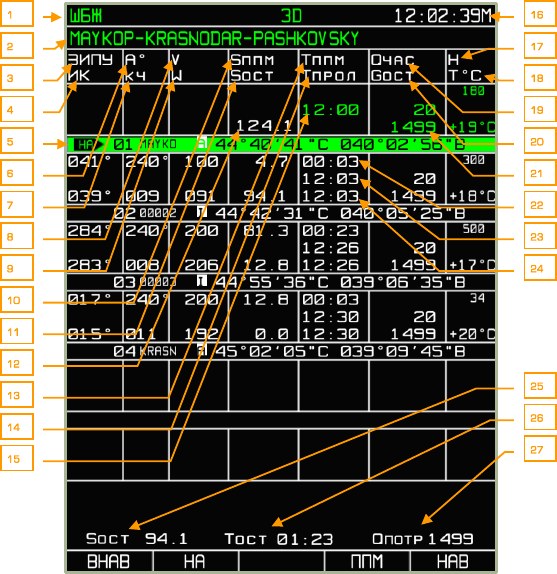 1
2
3
4
5
6
7
8
9
10
11
12
13
14
15
16
17
18
19
20
21
22
23
24
25
26
27
ШБЖ 3D 12:02:39М
MAYKOP-KRASNODAR-PASHKOVSKY
ЗИПУ А° V Sппм Tппм Qчас H
ИК КЧ W Sост Tпрол Gост T°C
180
12:00 20
124.1 1499 +19°C
НА 01 MAYKO A 44°40'41"С 040°02'56"В
041° 240° 100 4.7 00:03 300
12:03 20
039° 009 091 94.1 12:03 1499 +18°C
02 00002 T 44°42'31"С 040°05'25"В
284° 240° 200 81.3 00:23 500
12:26 20
283° 008 206 12.8 12:26 1499 +17°C
03 00003 T 44°55'36"С 039°06'35"В
017° 240° 200 12.8 00:03 34
12:30 20
015° 011 192 0.0 12:30 1499 +20°C
04 KRASN 45°02'05"С 039°09'45"В
Sост 94.1 Tост 01:23 Qпотр 1499
ВНАВ НА ППМ НАВ